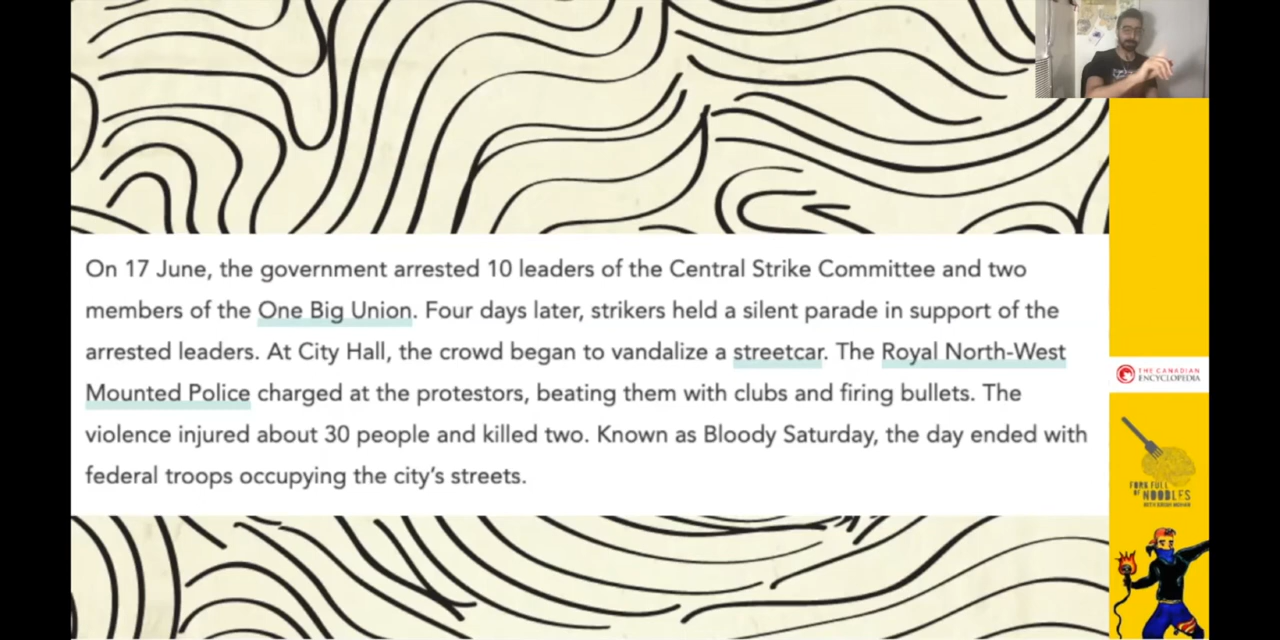 On 17 June, the government arrested 10 leaders of the Central Strike Committee and two
members of the One Big Union. Four days later, strikers held a silent parade in support of the
arrested leaders. At City Hall, the crowd began to vandalize a streetcar. The Royal North-West
Mounted Police charged at the protestors, beating them with clubs and firing bullets. The
violence injured about 30 people and killed two. Known as Bloody Saturday, the day ended with
federal troops occupying the city's streets.
THE CANADIAN
ENCYCLOPEDIA
FORK FULL
OF NOODLES